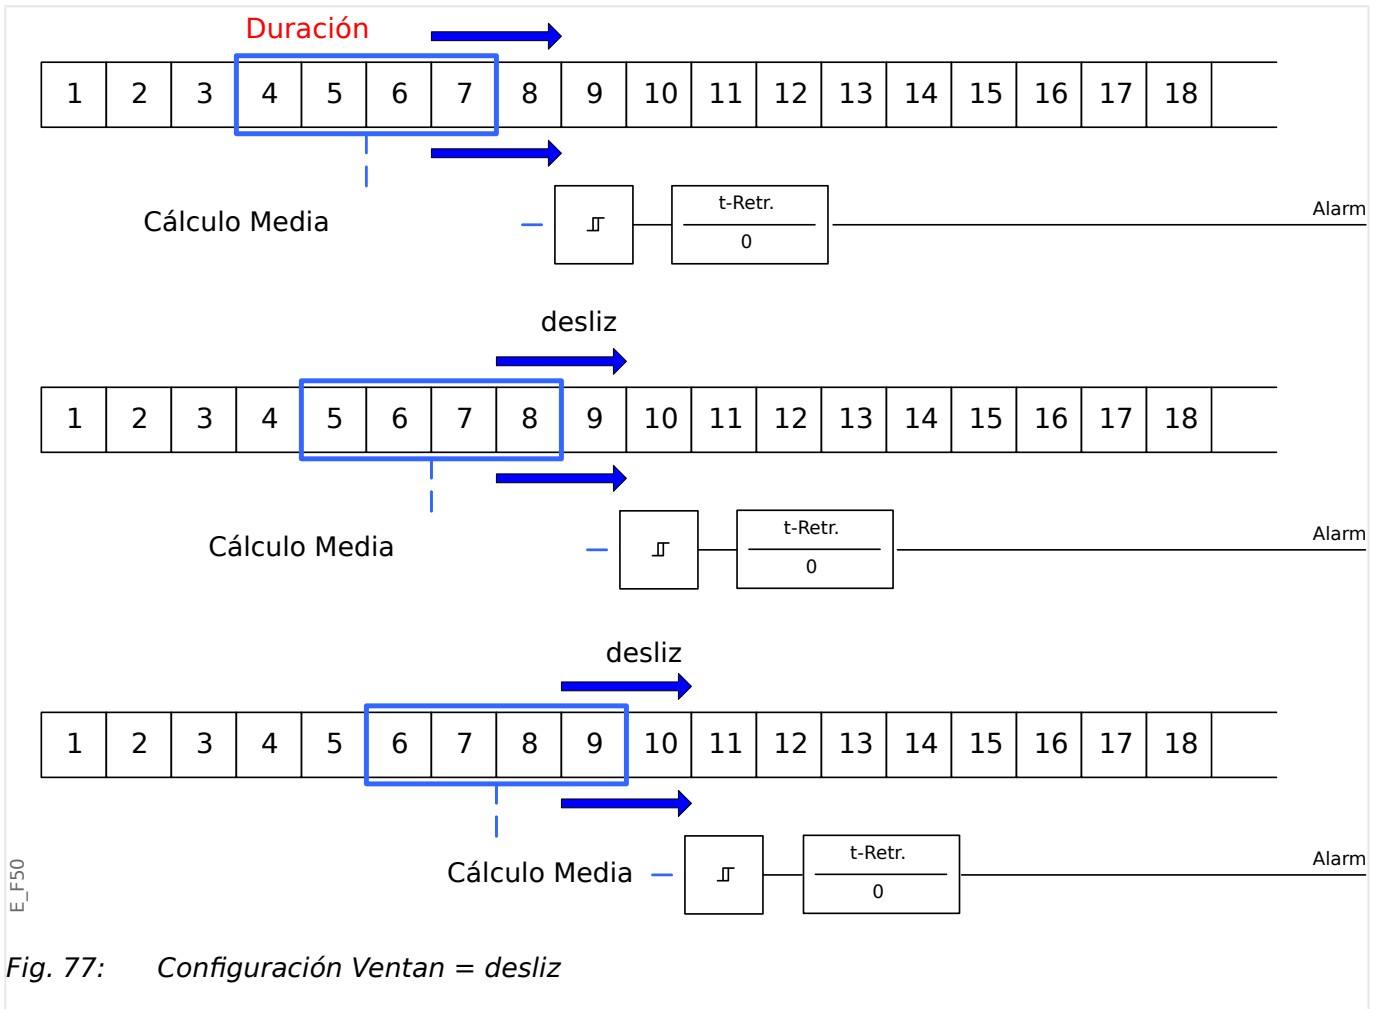 Duración
1 2 3 4 5 6 7 8 9 10 11 12 13 14 15 16 17 18
Cálculo Media
t-Retr.
0
Alarm
desliz
1 2 3 4 5 6 7 8 9 10 11 12 13 14 15 16 17 18
Cálculo Media
t-Retr.
0
Alarm
desliz
1 2 3 4 5 6 7 8 9 10 11 12 13 14 15 16 17 18
Cálculo Media
t-Retr.
0
Alarm
E_F50
Fig. 77: Configuración Ventan = desliz